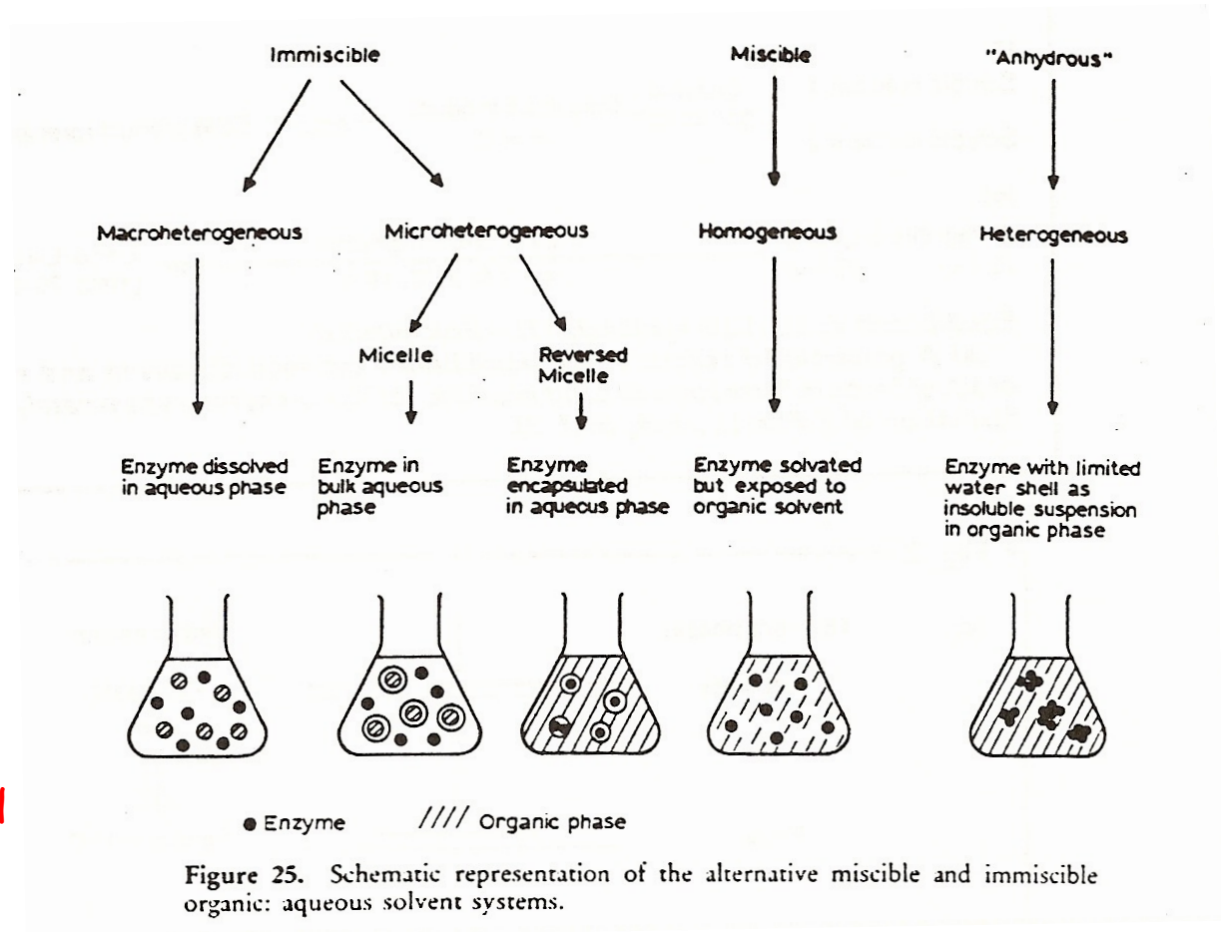 Immiscible
Miscible
"Anhydrous"
Macroheterogeneous
Microheterogeneous
Homogeneous
Heterogeneous
Micelle
Reversed
Micelle
Enzyme dissolved
in aqueous phase
Enzyme in
bulk aqueous
phase
Enzyme
encapsulated
in aqueous phase
Enzyme solvated
but exposed to
organic solvent
Enzyme with limited
water shell as
insoluble suspension
in organic phase
Enzyme
//// Organic phase
Figure 25. Schematic representation of the alternative miscible and immiscible
organic: aqueous solvent systems.